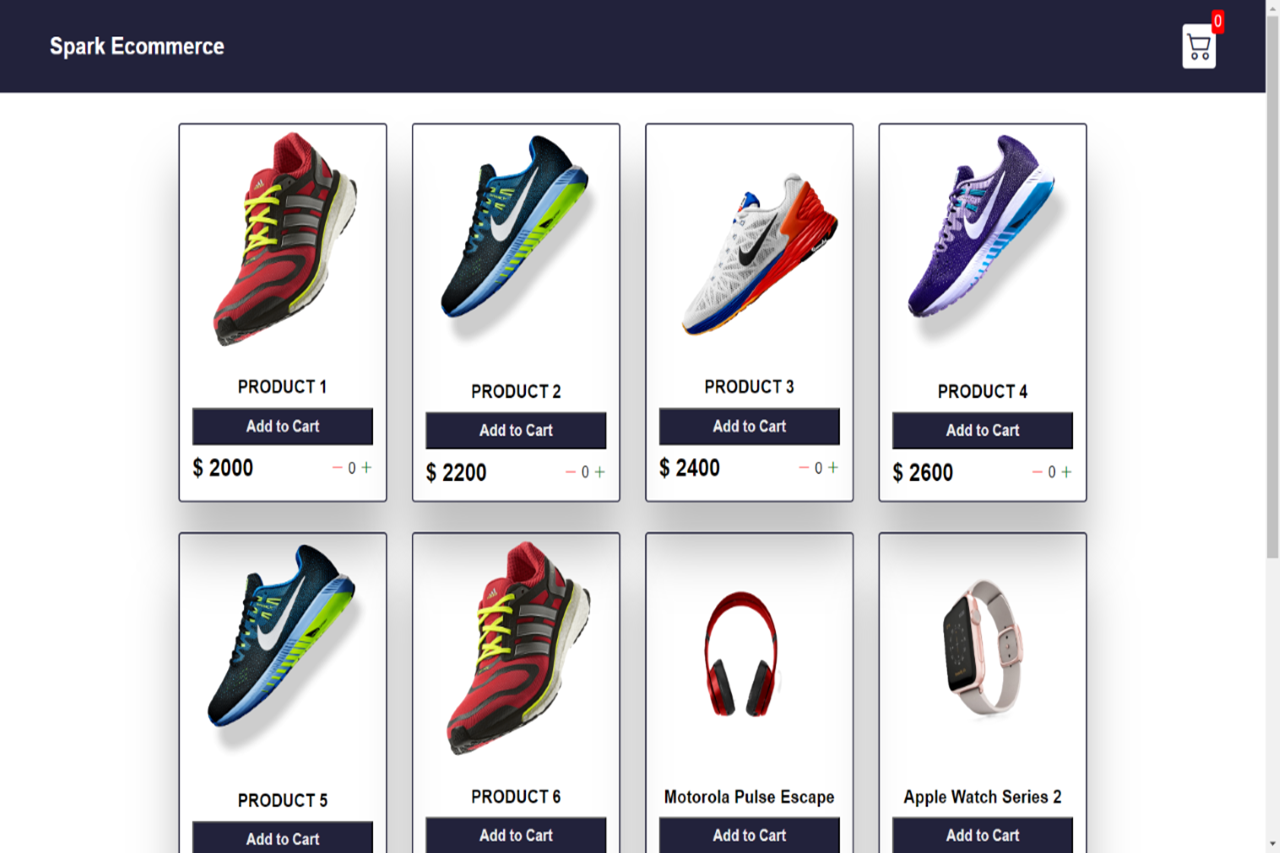 Spark Ecommerce
0
PRODUCT 1
Add to Cart
$ 2000
− 0 +
PRODUCT 2
Add to Cart
$ 2200
− 0 +
PRODUCT 3
Add to Cart
$ 2400
− 0 +
PRODUCT 4
Add to Cart
$ 2600
− 0 +
PRODUCT 5
Add to Cart
PRODUCT 6
Add to Cart
Motorola Pulse Escape
Add to Cart
Apple Watch Series 2
Add to Cart